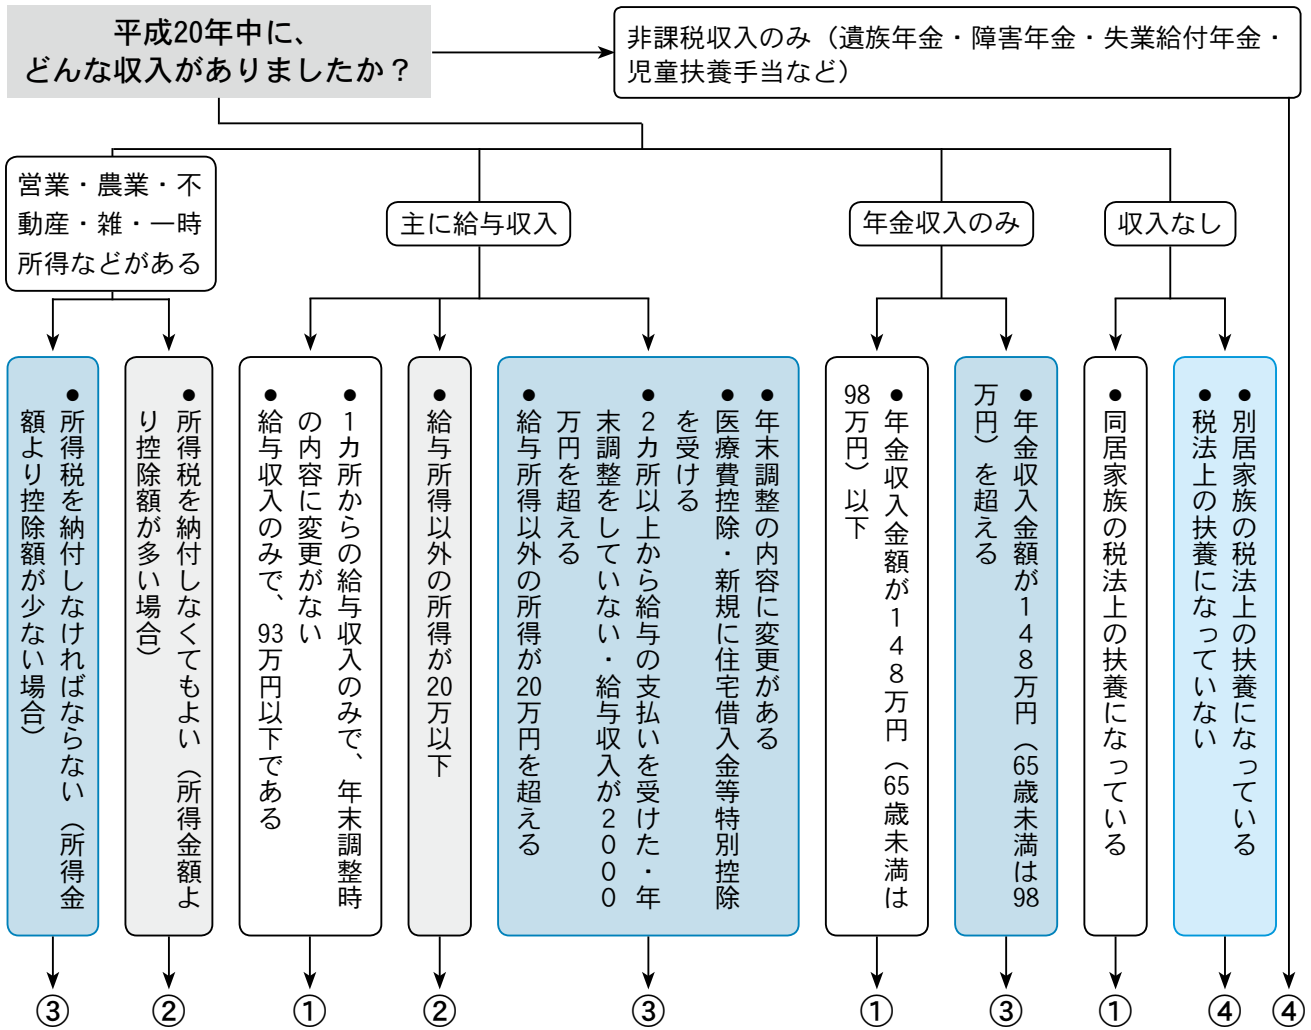 平成20年中に、
どんな収入がありましたか？
非課税収入のみ（遺族年金・障害年金・失業給付年金・
児童扶養手当など）
営業・農業・不
動産・雑・一時
所得などがある
主に給与収入
年金収入のみ
収入なし
●所得税を納付しなければならない（所得金
額より控除額が少ない場合）
●所得税を納付しなくてもよい（所得金額よ
り控除額が多い場合）
●1カ所からの給与収入のみで、年末調整時
の内容に変更がない
●給与収入のみで、93万円以下である
●給与所得以外の所得が20万以下
●年末調整の内容に変更がある
●医療費控除・新規に住宅借入金等特別控除
を受ける
●2カ所以上から給与の支払いを受けた・年
末調整をしていない・給与収入が2000
万円を超える
●給与所得以外の所得が20万円を超える
●年金収入金額が148万円（65歳未満は
98万円）以下
●年金収入金額が148万円（65歳未満は98
万円）を超える
●同居家族の税法上の扶養になっている
●別居家族の税法上の扶養になっている
●税法上の扶養になっていない
③
②
①
②
③
①
③
①
④
④